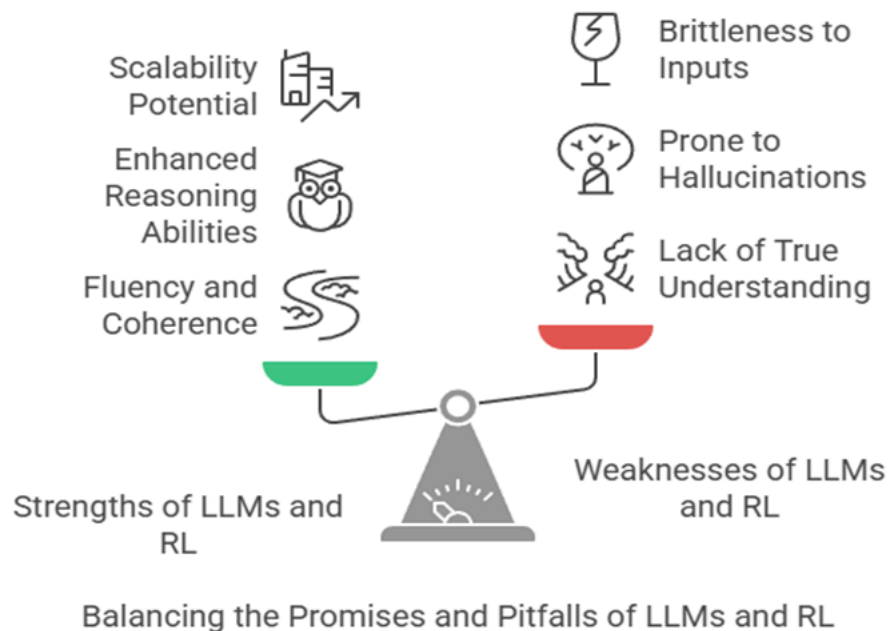 Scalability
Potential
Enhanced
Reasoning
Abilities
Fluency and
Coherence
Brittleness to
Inputs
Prone to
Hallucinations
Lack of True
Understanding
Strengths of LLMs and
RL
Weaknesses of LLMs
and RL
Balancing the Promises and Pitfalls of LLMs and RL